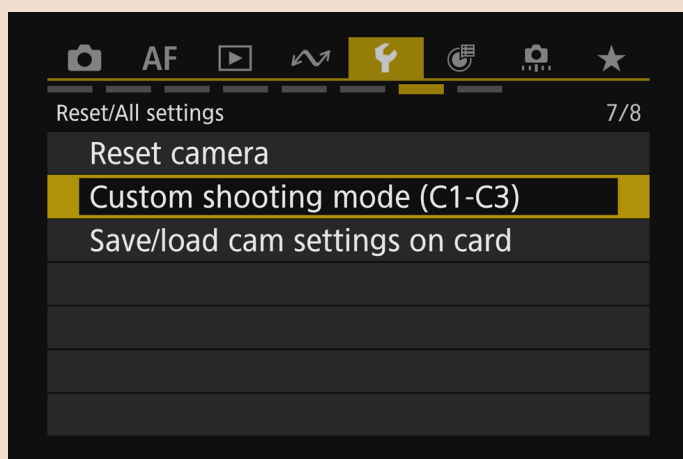 AF
Reset/All settings 7/8
Reset camera
Custom shooting mode (C1-C3)
Save/load cam settings on card